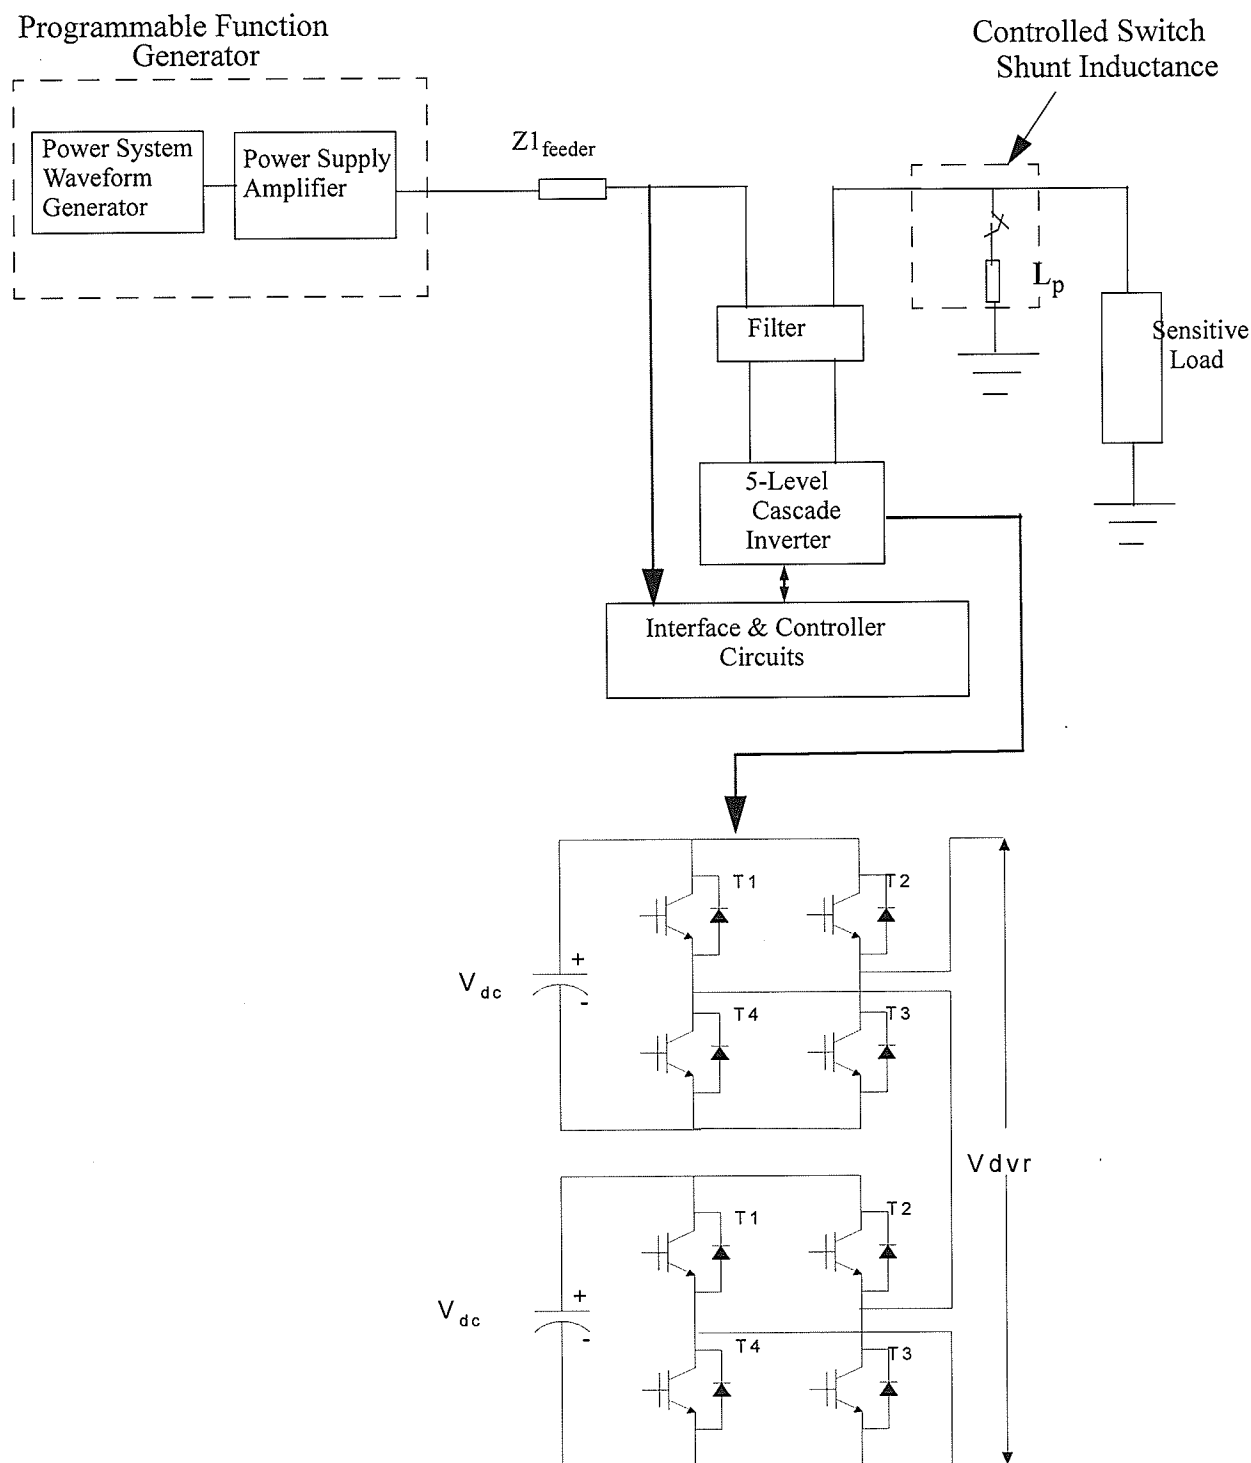 Programmable Function
Generator
Controlled Switch
Shunt Inductance
Power System
Waveform
Generator
Power Supply
Amplifier
Z1feeder
Lp
Filter
Sensitive
Load
5-Level
Cascade
Inverter
Interface & Controller
Circuits
T1
T2
+
Vdc
-
T4
T3
Vdvr
T1
T2
+
Vdc
-
T4
T3